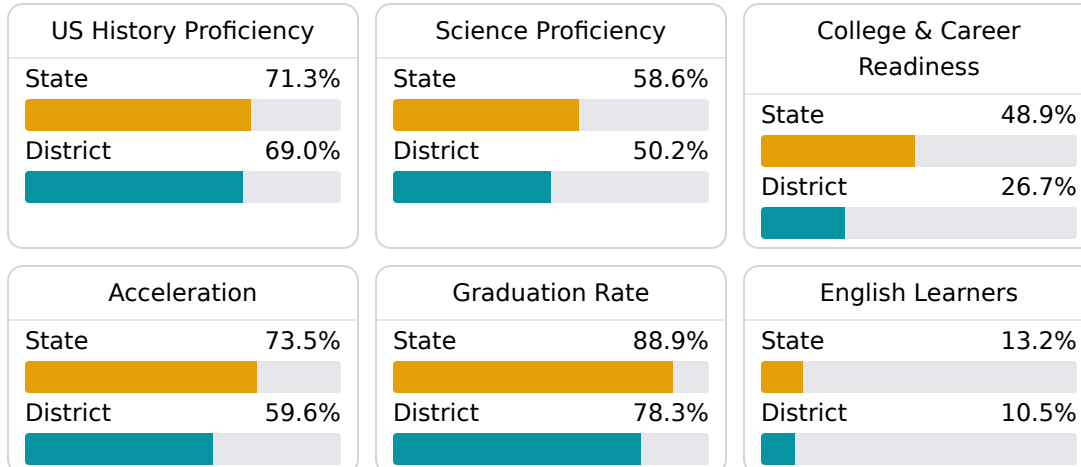 US History Proficiency
State 71.3%
District 69.0%
Science Proficiency
State 58.6%
District 50.2%
College & Career
Readiness
State 48.9%
District 26.7%
Acceleration
State 73.5%
District 59.6%
Graduation Rate
State 88.9%
District 78.3%
English Learners
State 13.2%
District 10.5%